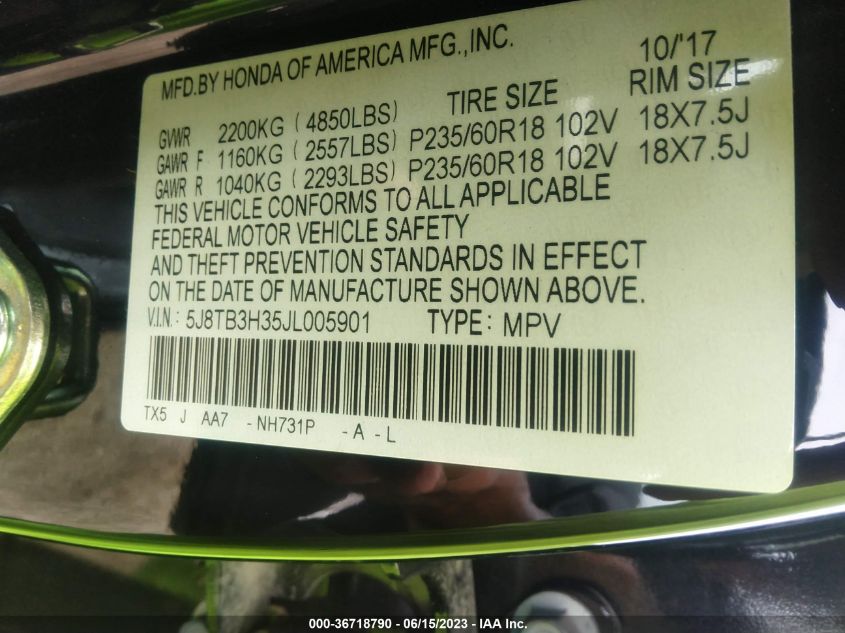 MFD.BY HONDA OF AMERICA MFG.,INC. 10/'17
TIRE SIZE RIM SIZE
GVWR 2200KG ( 4850LBS)
GAWR F 1160KG ( 2557LBS) P235/60R18 102V 18X7.5J
GAWR R 1040KG ( 2293LBS) P235/60R18 102V 18X7.5J
THIS VEHICLE CONFORMS TO ALL APPLICABLE
FEDERAL MOTOR VEHICLE SAFETY
AND THEFT PREVENTION STANDARDS IN EFFECT
ON THE DATE OF MANUFACTURE SHOWN ABOVE.
V.I.N.: 5J8TB3H35JL005901 TYPE: MPV
TX5 J AA7 -NH731P -A-L
000-36718790 - 06/15/2023 - IAA Inc.